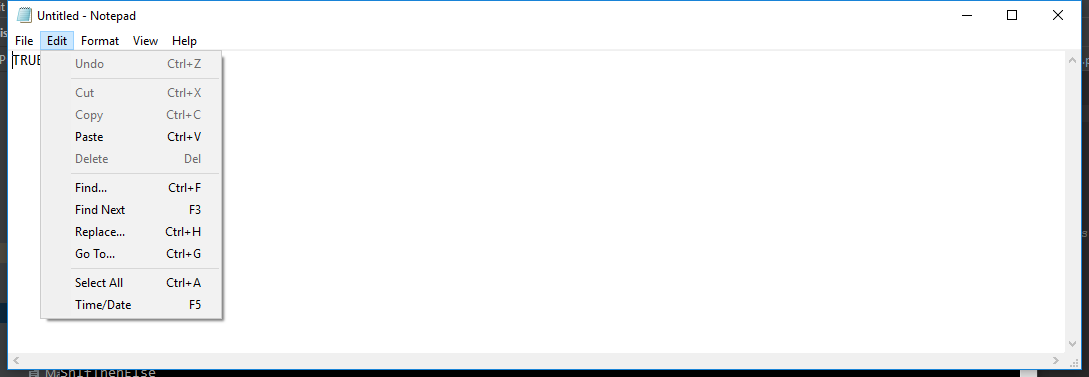 Untitled - Notepad
File Edit Format View Help
TRUE
Undo Ctrl+Z
Cut Ctrl+X
Copy Ctrl+C
Paste Ctrl+V
Delete Del
Find... Ctrl+F
Find Next F3
Replace... Ctrl+H
Go To... Ctrl+G
Select All Ctrl+A
Time/Date F5